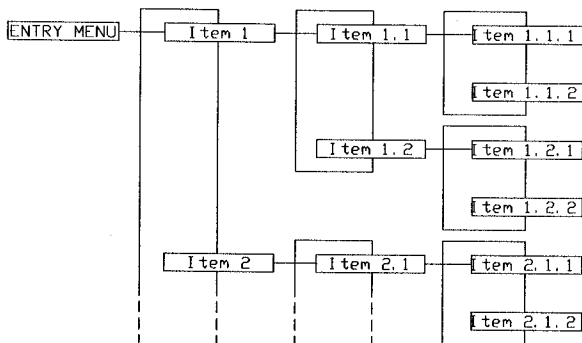 ENTRY MENU
Item 1
Item 1.1
Item 1.1.1
Item 1.1.2
Item 1.2
Item 1.2.1
Item 1.2.2
Item 2
Item 2.1
Item 2.1.1
Item 2.1.2